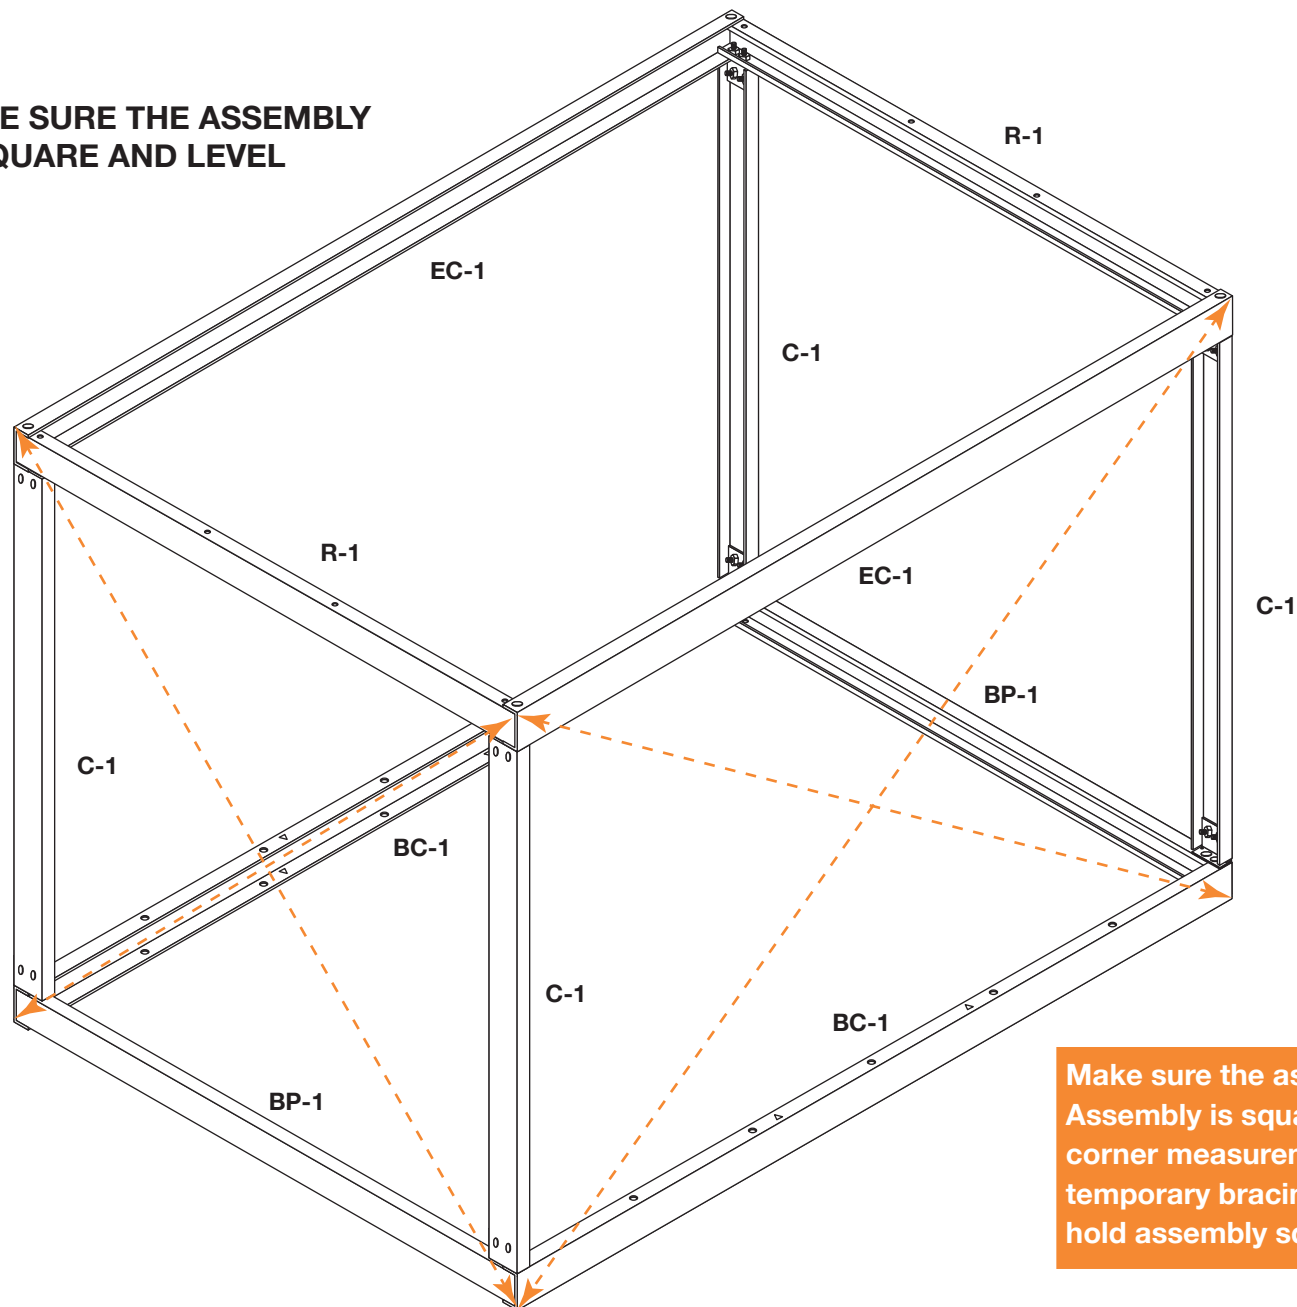 E SURE THE ASSEMBLY
QUARE AND LEVEL
R-1
EC-1
C-1
R-1
EC-1
C-1
BP-1
C-1
BC-1
C-1
BC-1
BP-1
Make sure the as
Assembly is squa
corner measurer
temporary bracin
hold assembly